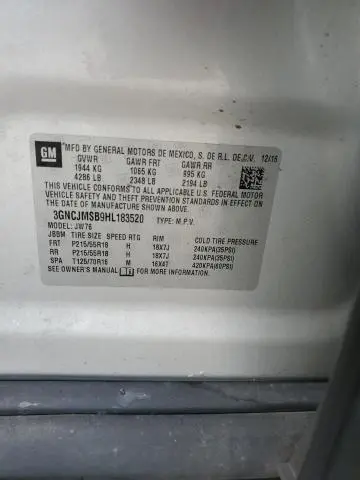 GM
MFD BY GENERAL MOTORS DE MEXICO, S. DE R.L. DE C.V. 12/16
GVWR GAWR FRT GAWR RR
1944 KG 1065 KG 995 KG
4286 LB 2348 LB 2194 LB
THIS VEHICLE CONFORMS TO ALL APPLICABLE U.S. FEDERAL MOTOR
VEHICLE SAFETY AND THEFT PREVENTION STANDARDS IN EFFECT ON
THE DATE OF MANUFACTURE SHOWN ABOVE.
3GNCJMSB9HL183520 TYPE: M.P.V.
MODEL: JW76
JBBM TIRE SIZE SPEED RTG RIM COLD TIRE PRESSURE
FRT P215/55R18 H 18X7J 240KPA(35PSI)
RR P215/55R18 H 18X7J 240KPA(35PSI)
SPA T125/70R16 M 16X4T 420KPA(60PSI)
SEE OWNER'S MANUAL FOR ADDITIONAL INFORMATION.